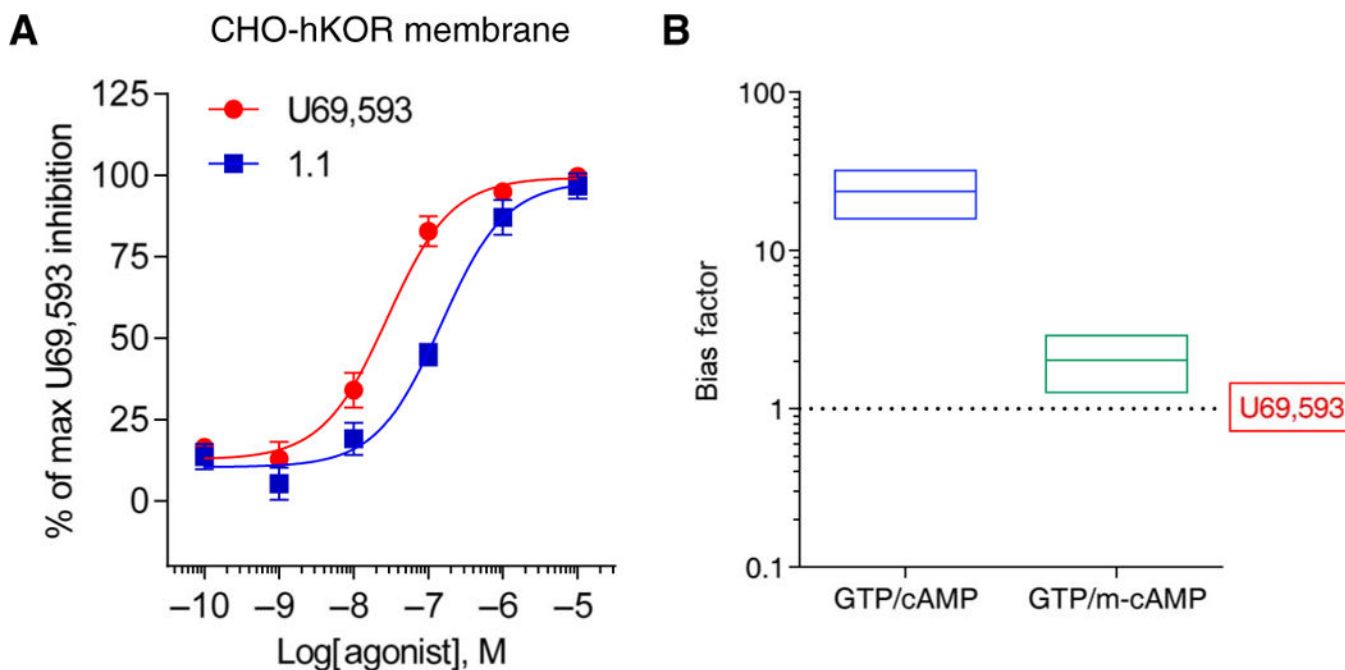 A
CHO-hKOR membrane
% of max U69,593 inhibition
125
100
75
50
25
0
U69,593
1.1
–10 –9 –8 –7 –6 –5
Log[agonist], M
B
Bias factor
100
10
1
0.1
U69,593
GTP/cAMP GTP/m-cAMP